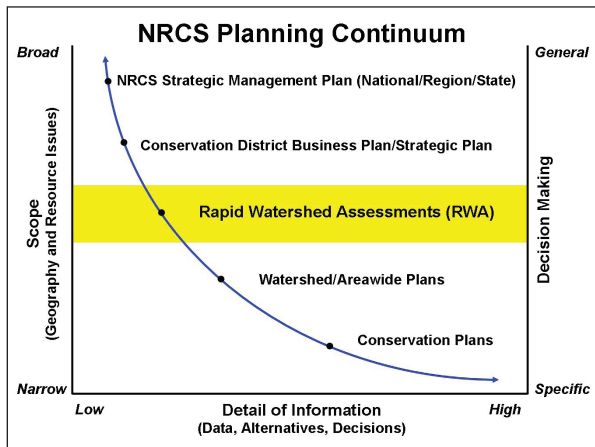 NRCS Planning Continuum
Broad
General
NRCS Strategic Management Plan (National/Region/State)
Conservation District Business Plan/Strategic Plan
Rapid Watershed Assessments (RWA)
Watershed/Areawide Plans
Conservation Plans
Scope
(Geography and Resource Issues)
Decision Making
Narrow
Specific
Low
Detail of Information
High
(Data, Alternatives, Decisions)